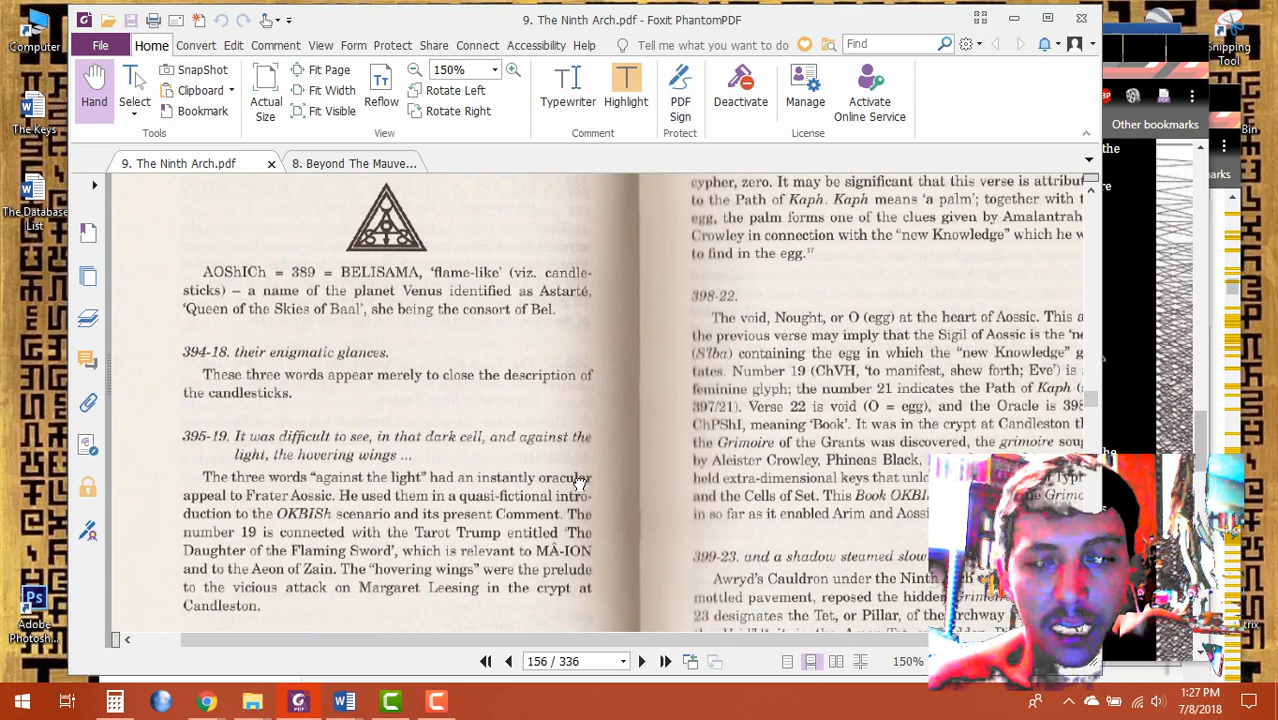 Computer
The Keys
The Database
List
Adobe
Photosh...
9. The Ninth Arch.pdf - Foxit PhantomPDF
File Home Convert Edit Comment View Form Protect Share Connect Accessibility Help Tell me what you want to do Find
Hand
Select
SnapShot
Clipboard
Bookmark
Tools
Actual
Size
Fit Page
Fit Width
Fit Visible
Reflow
150%
Rotate Left
Rotate Right
View
Typewriter
Highlight
Comment
PDF
Sign
Protect
Deactivate
Manage
Activate
Online Service
License
9. The Ninth Arch.pdf
8. Beyond The Mauve...
AOShICh = 389 = BELISAMA, ‘flame-like’ (viz. candle-
sticks) – a name of the planet Venus identified as Astarté,
‘Queen of the Skies of Baal’, she being the consort of Bel.
394-18. their enigmatic glances.
These three words appear merely to close the description of
the candlesticks.
395-19. It was difficult to see, in that dark cell, and against the
light, the hovering wings ...
The three words “against the light” had an instantly oracular
appeal to Frater Aossic. He used them in a quasi-fictional intro-
duction to the OKBISh scenario and its present Comment. The
number 19 is connected with the Tarot Trump entitled ‘The
Daughter of the Flaming Sword’, which is relevant to MÂ-ION
and to the Aeon of Zain. The “hovering wings” were the prelude
to the vicious attack on Margaret Leesing in the crypt at
Candleston.
cypher, zero. It may be significant that this verse is attribut
to the Path of Kaph. Kaph means ‘a palm’; together with t
egg, the palm forms one of the clues given by Amalantrah
Crowley in connection with the “new Knowledge” which he w
to find in the egg.17
398-22.
The void, Nought, or O (egg) at the heart of Aossic. This a
the previous verse may imply that the Sigil of Aossic is the ‘ne
(S’lba) containing the egg in which the “new Knowledge” g
tates. Number 19 (ChVH, ‘to manifest, shew forth; Eve’) is
feminine glyph; the number 21 indicates the Path of Kaph (
397/21). Verse 22 is void (O = egg), and the Oracle is 398
ChPShI, meaning ‘Book’. It was in the crypt at Candleston th
the Grimoire of the Grants was discovered, the grimoire soug
by Aleister Crowley, Phineas Black,
held extra-dimensional keys that unlo
and the Cells of Set. This Book OKBI
in so far as it enabled Arim and Aossi
399-23. and a shadow steamed slow
Awryd’s Cauldron under the Ninth
mottled pavement, reposed the hidden
23 designates the Tet, or Pillar, of the
156 / 336
150%
Snipping
Tool
Other bookmarks
Bin
the
1:27 PM
7/8/2018